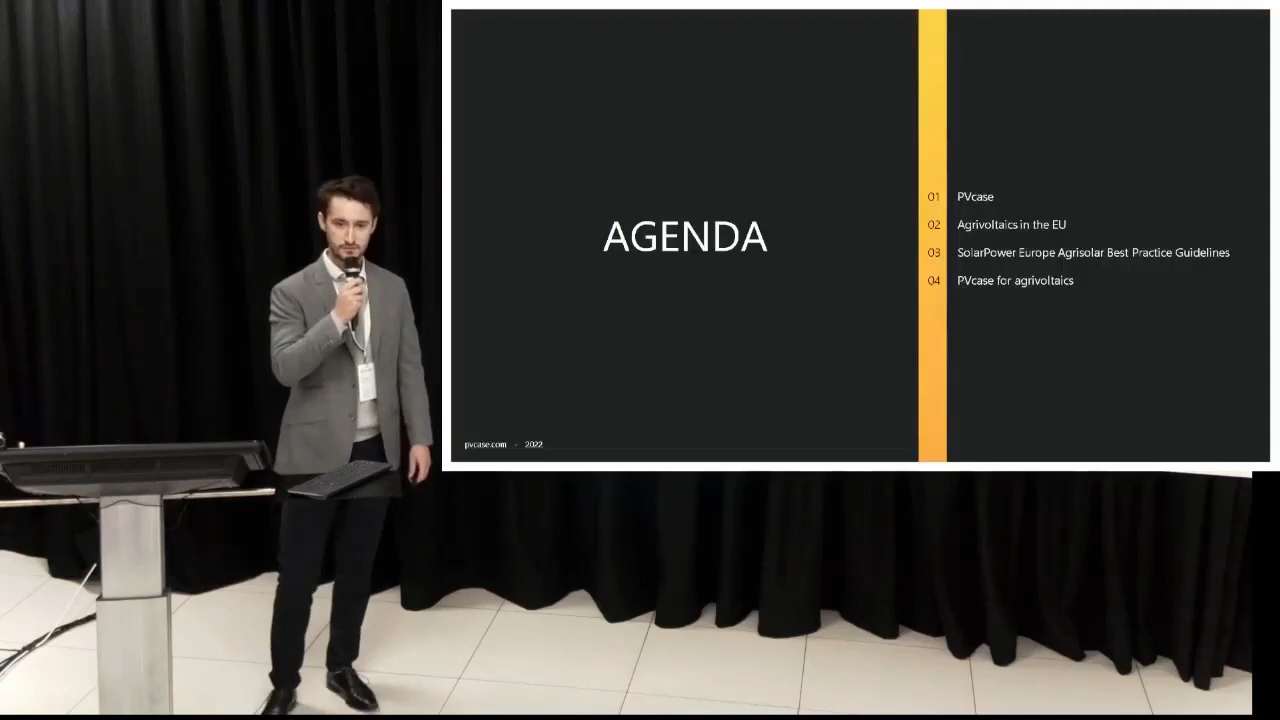 AGENDA
01 PVcase
02 Agrivoltaics in the EU
03 SolarPower Europe Agrisolar Best Practice Guidelines
04 PVcase for agrivoltaics
pvcase.com - 2022